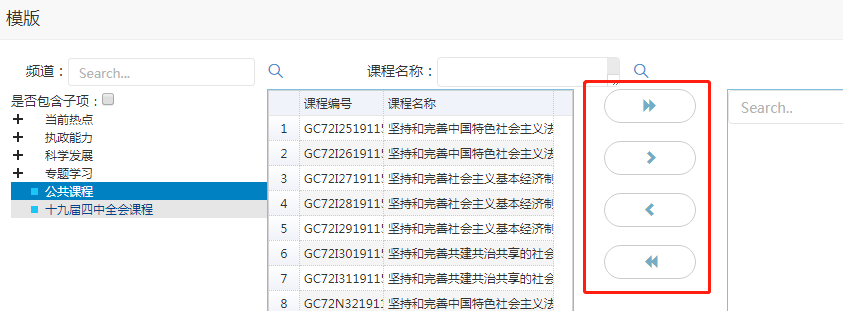 模版
频道： Search... 课程名称：
是否包含子项：
当前热点
执政能力
科学发展
专题学习
公共课程
十九届四中全会课程
课程编号 课程名称
1 GC72I2519115 坚持和完善中国特色社会主义法
2 GC72I2619115 坚持和完善中国特色社会主义法
3 GC72I2719115 坚持和完善社会主义基本经济制
4 GC72I2819115 坚持和完善社会主义基本经济制
5 GC72I2919115 坚持和完善社会主义基本经济制
6 GC72I3019115 坚持和完善共建共治共享的社会
7 GC72I3119115 坚持和完善共建共治共享的社会
8 GC72N321911 坚持和完善中国特色社会主义法
Search..